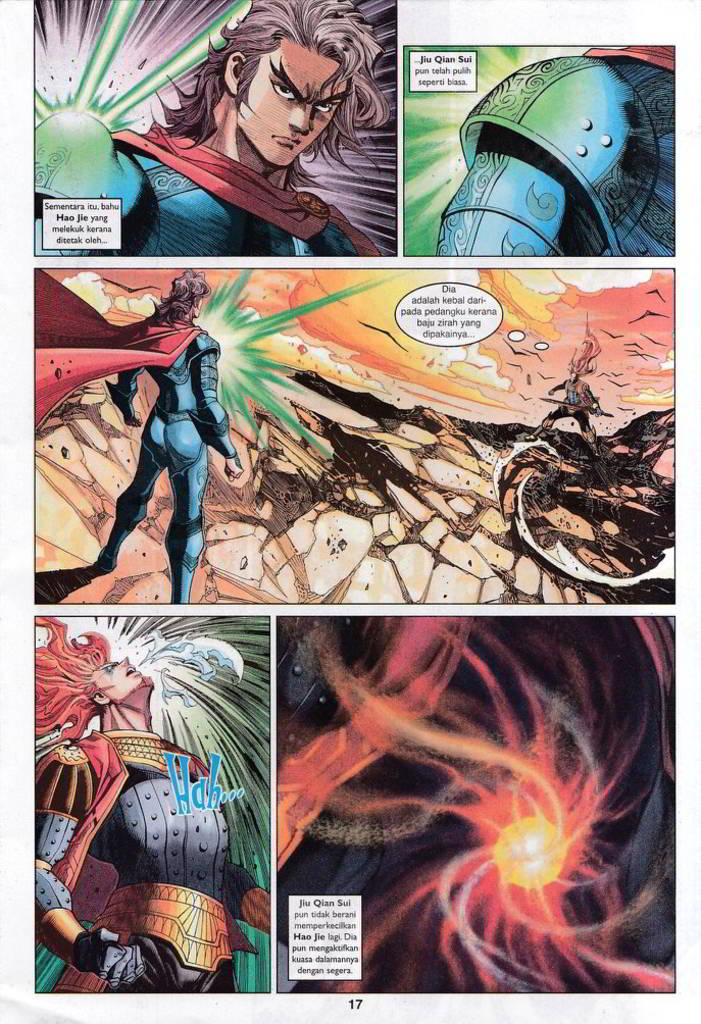 Sementara itu, bahu
Hao Jie yang
melekuk kerana
ditetak oleh...
...Jiu Qian Sui
pun telah pulih
seperti biasa.
Dia
adalah kebal dari-
pada pedangku kerana
baju zirah yang
dipakainya...
Hah...
Jiu Qian Sui
pun tidak berani
memperkecilkan
Hao Jie lagi. Dia
pun mengaktifkan
kuasa dalamannya
dengan segera.
17